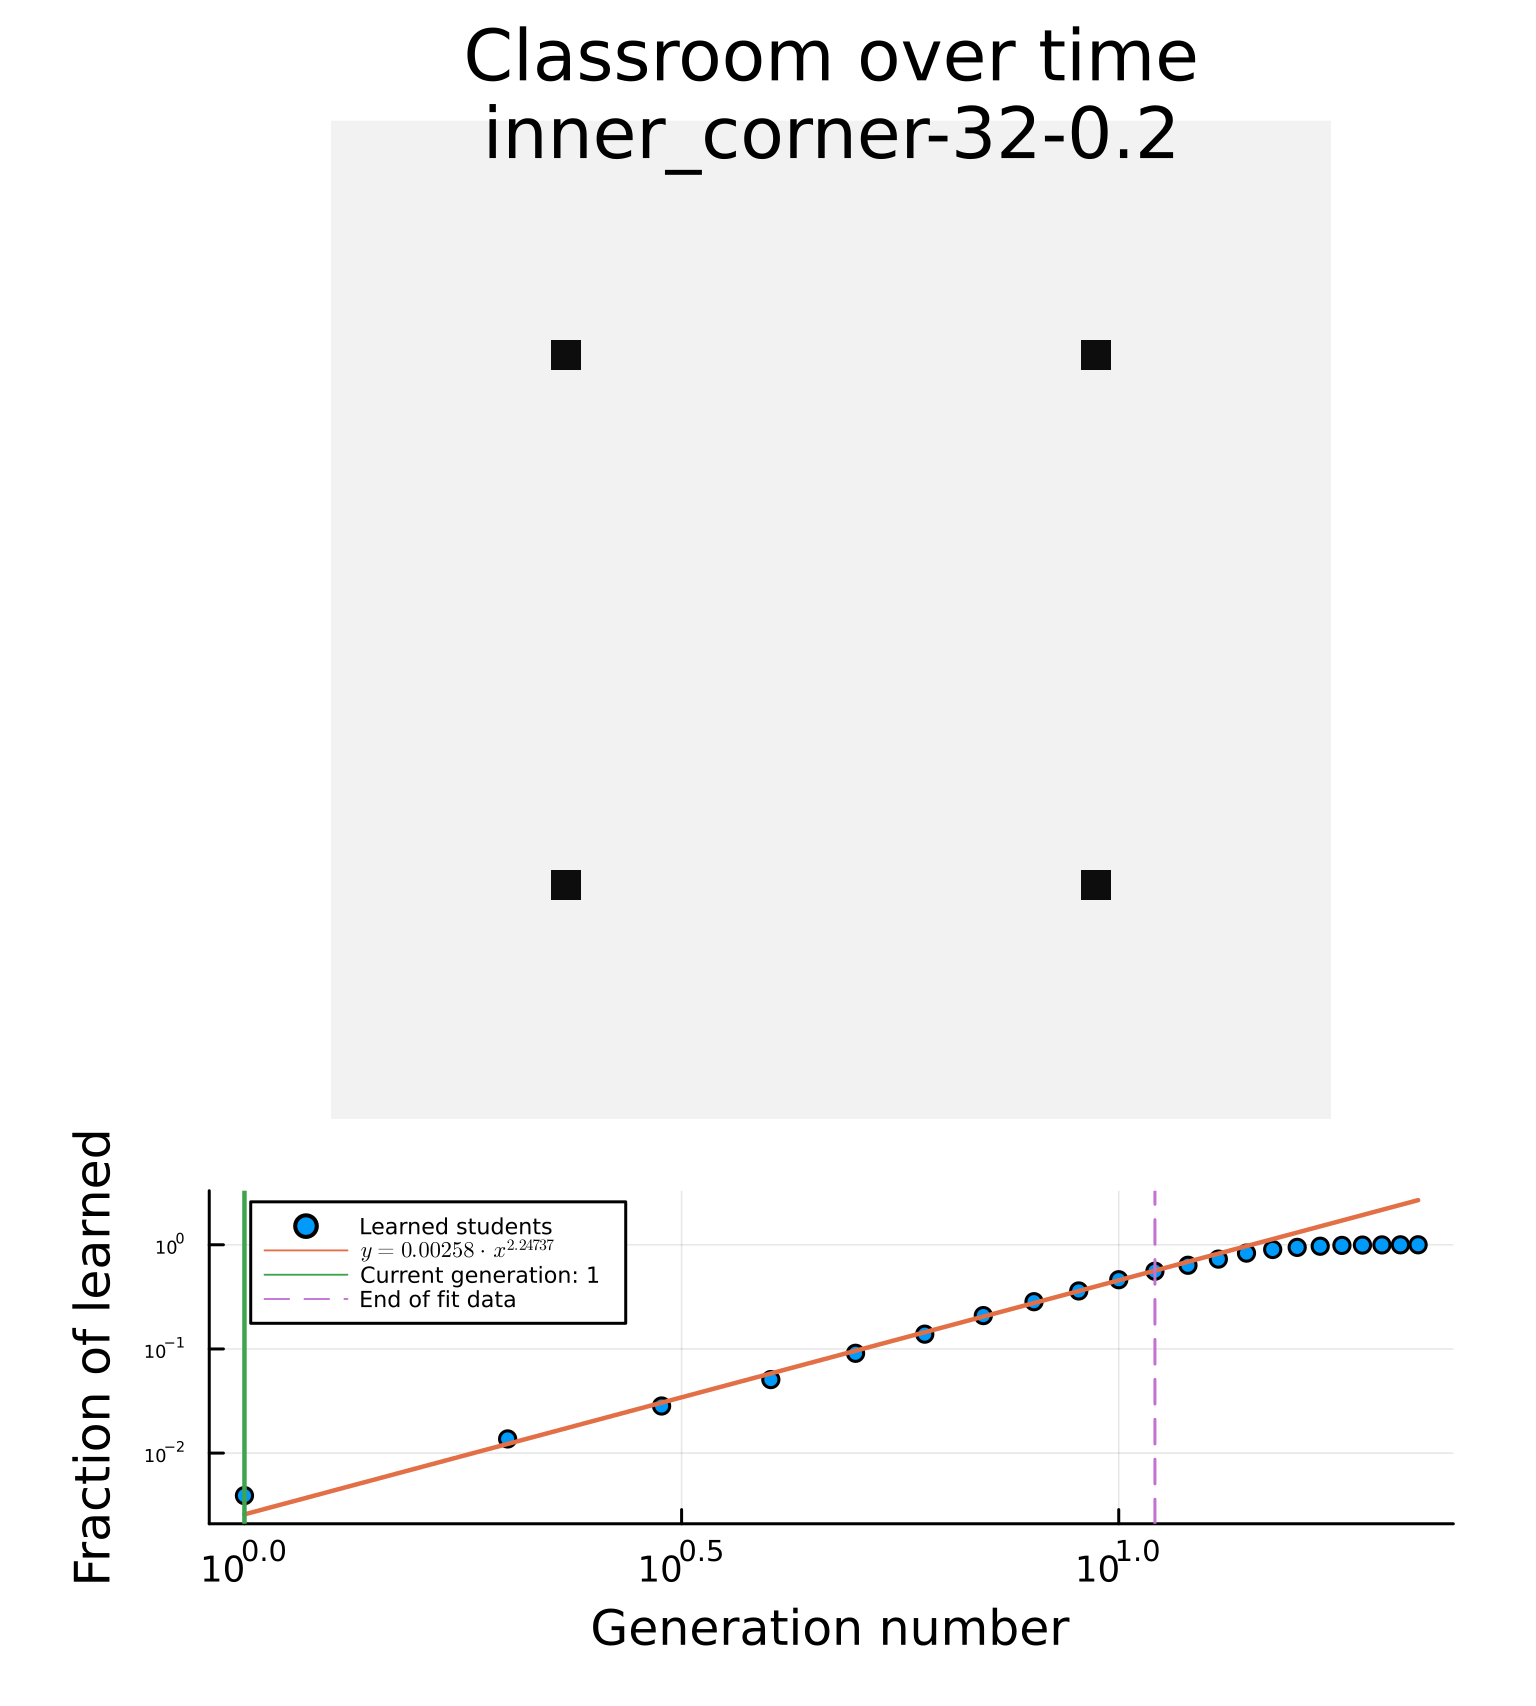 Classroom over time
inner_corner-32-0.2
Fraction of learned
10^0
10^-1
10^-2
Learned students
y = 0.00258 · x^2.24737
Current generation: 1
End of fit data
10^0.0 10^0.5 10^1.0
Generation number